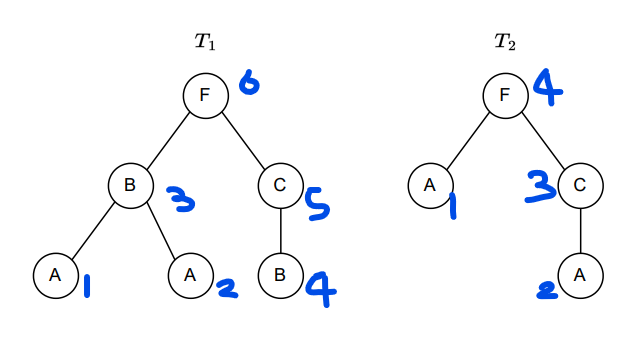 T₁ T₂
F 6 F 4
B 3 C 5 A 1 3 C
A 1 A 2 B 4 2 A